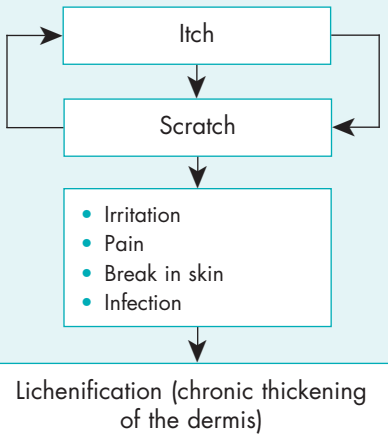 Itch
Scratch
• Irritation
• Pain
• Break in skin
• Infection
Lichenification (chronic thickening
of the dermis)